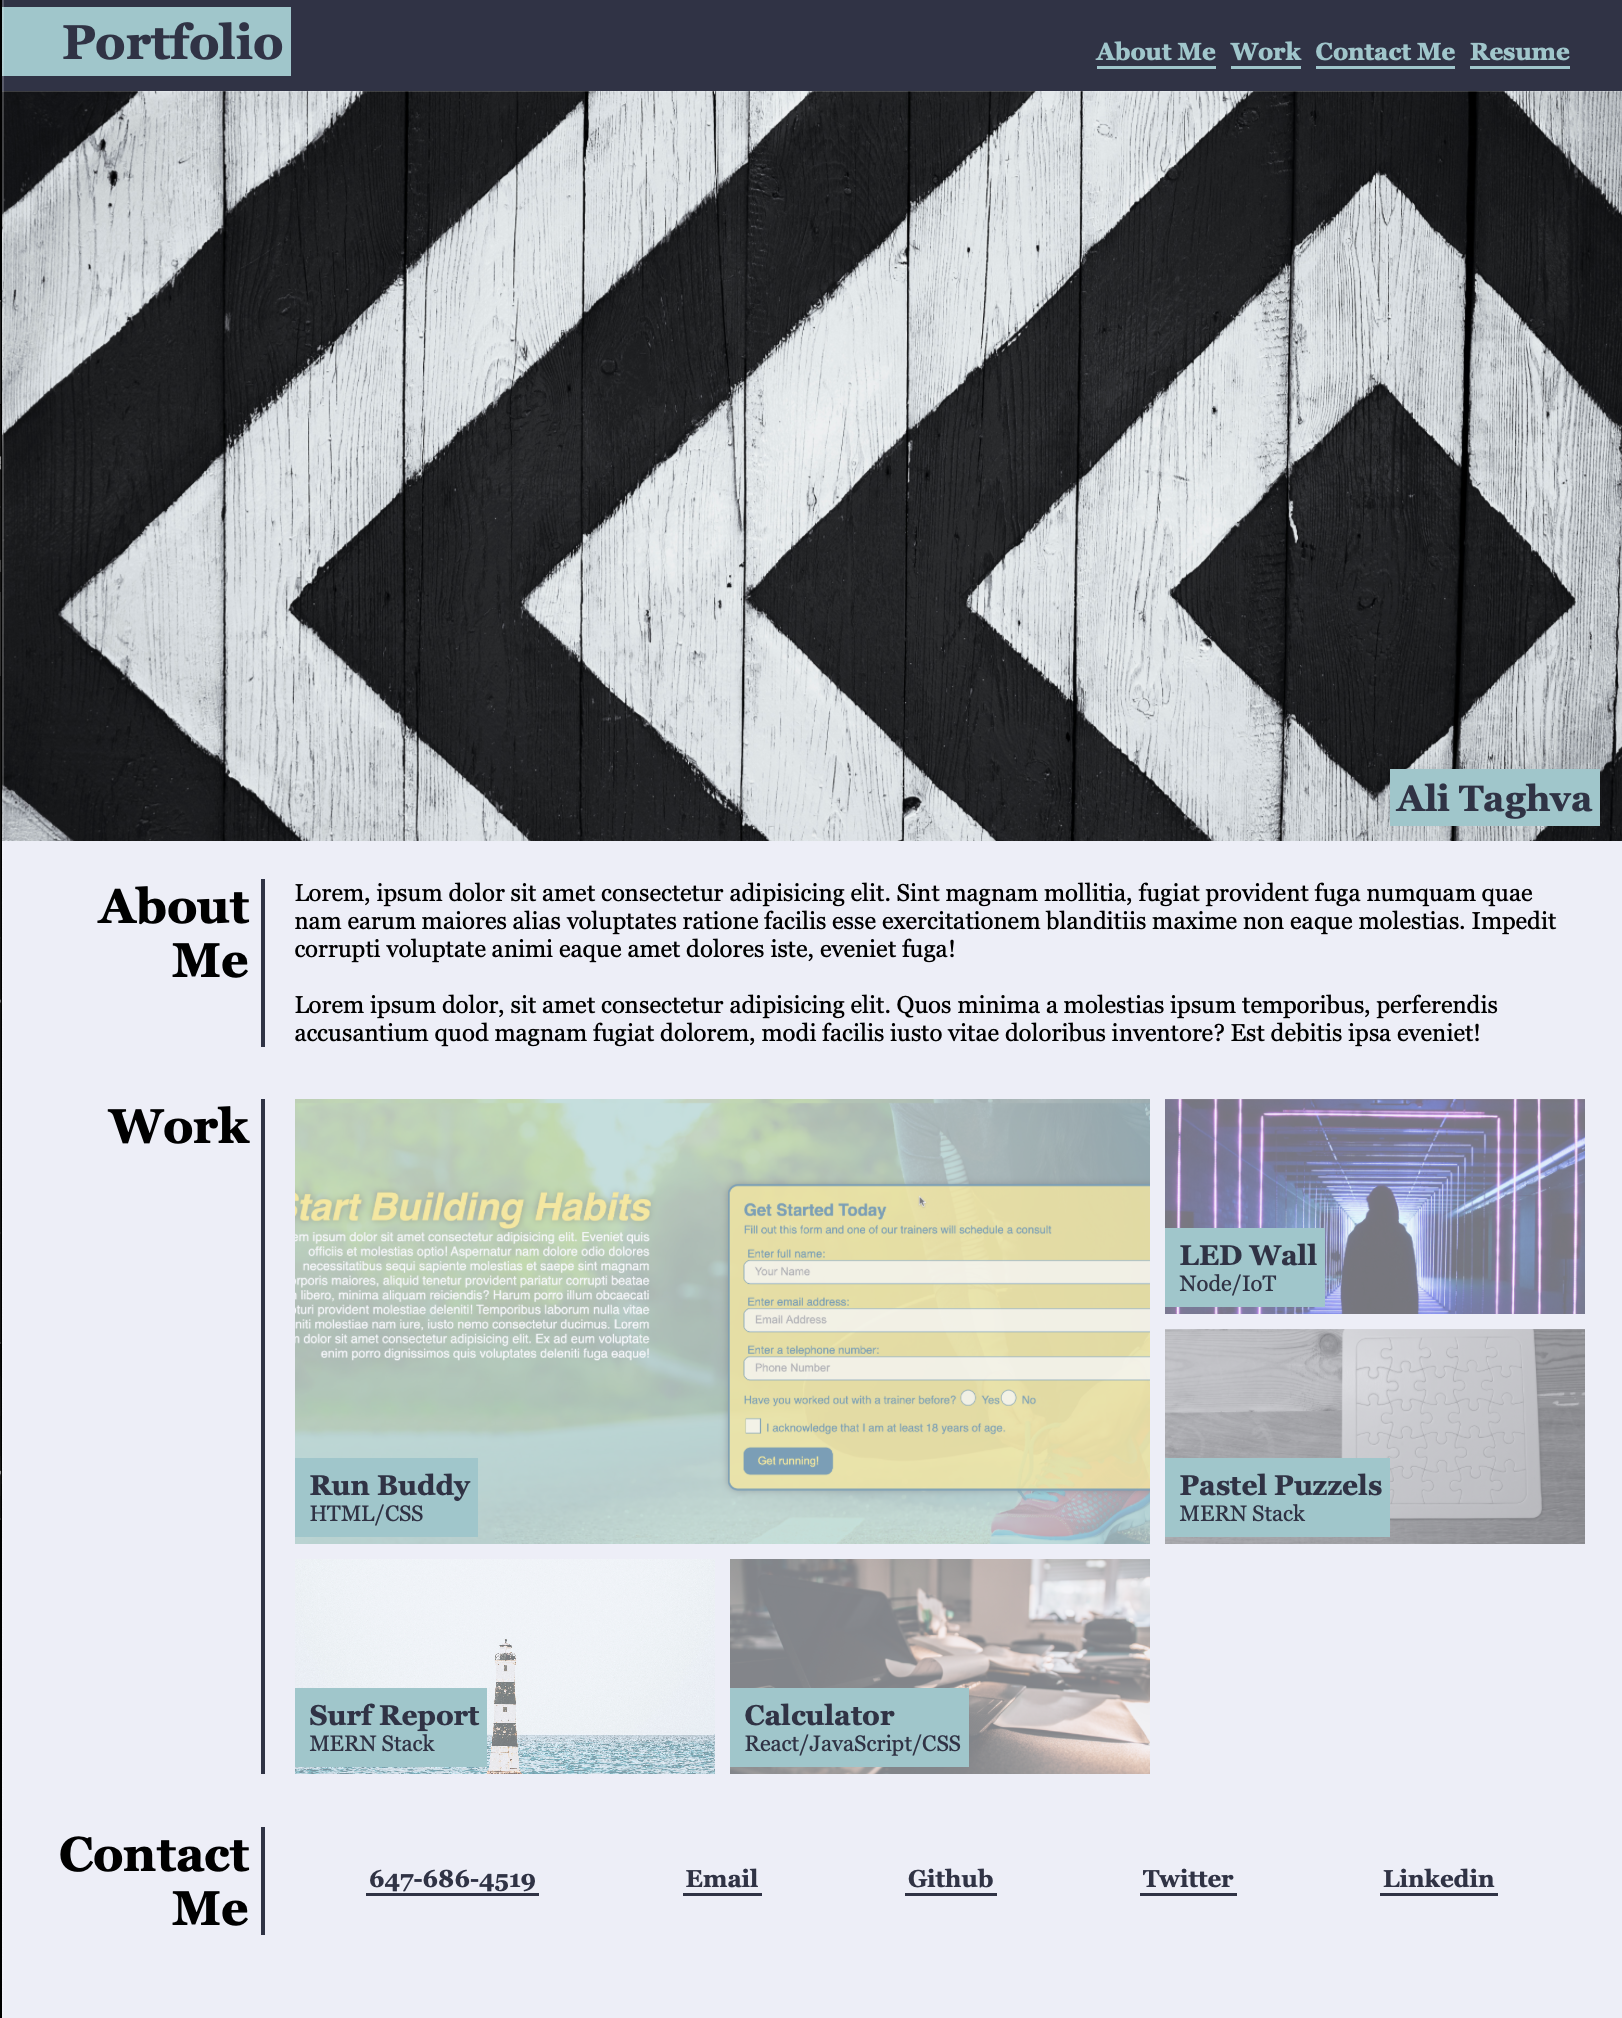 Portfolio
About Me Work Contact Me Resume
Ali Taghva
About
Me
Lorem, ipsum dolor sit amet consectetur adipisicing elit. Sint magnam mollitia, fugiat provident fuga numquam quae
nam earum maiores alias voluptates ratione facilis esse exercitationem blanditiis maxime non eaque molestias. Impedit
corrupti voluptate animi eaque amet dolores iste, eveniet fuga!
Lorem ipsum dolor, sit amet consectetur adipisicing elit. Quos minima a molestias ipsum temporibus, perferendis
accusantium quod magnam fugiat dolorem, modi facilis iusto vitae doloribus inventore? Est debitis ipsa eveniet!
Work
tart Building Habits
em ipsum dolor sit amet consectetur adipisicing elit. Eveniet quis
officiis et molestias optio! Aspernatur nam dolore odio dolores
necessitatibus sequi sapiente molestias et saepe sint magnam
rporis maiores, aliquid tenetur provident pariatur corrupti beatae
libero, minima aliquam reiciendis? Harum porro illum obcaecati
turi provident molestiae deleniti! Temporibus laborum nulla vitae
niti molestiae nam iure, iusto nemo consectetur ducimus. Lorem
dolor sit amet consectetur adipisicing elit. Ex ad eum voluptate
enim porro dignissimos quis voluptates deleniti fuga eaque!
Get Started Today
Fill out this form and one of our trainers will schedule a consult
Enter full name:
Your Name
Enter email address:
Email Address
Enter a telephone number:
Phone Number
Have you worked out with a trainer before? Yes No
I acknowledge that I am at least 18 years of age.
Get running!
Run Buddy
HTML/CSS
LED Wall
Node/IoT
Pastel Puzzels
MERN Stack
Surf Report
MERN Stack
Calculator
React/JavaScript/CSS
Contact
Me
647-686-4519 Email Github Twitter Linkedin